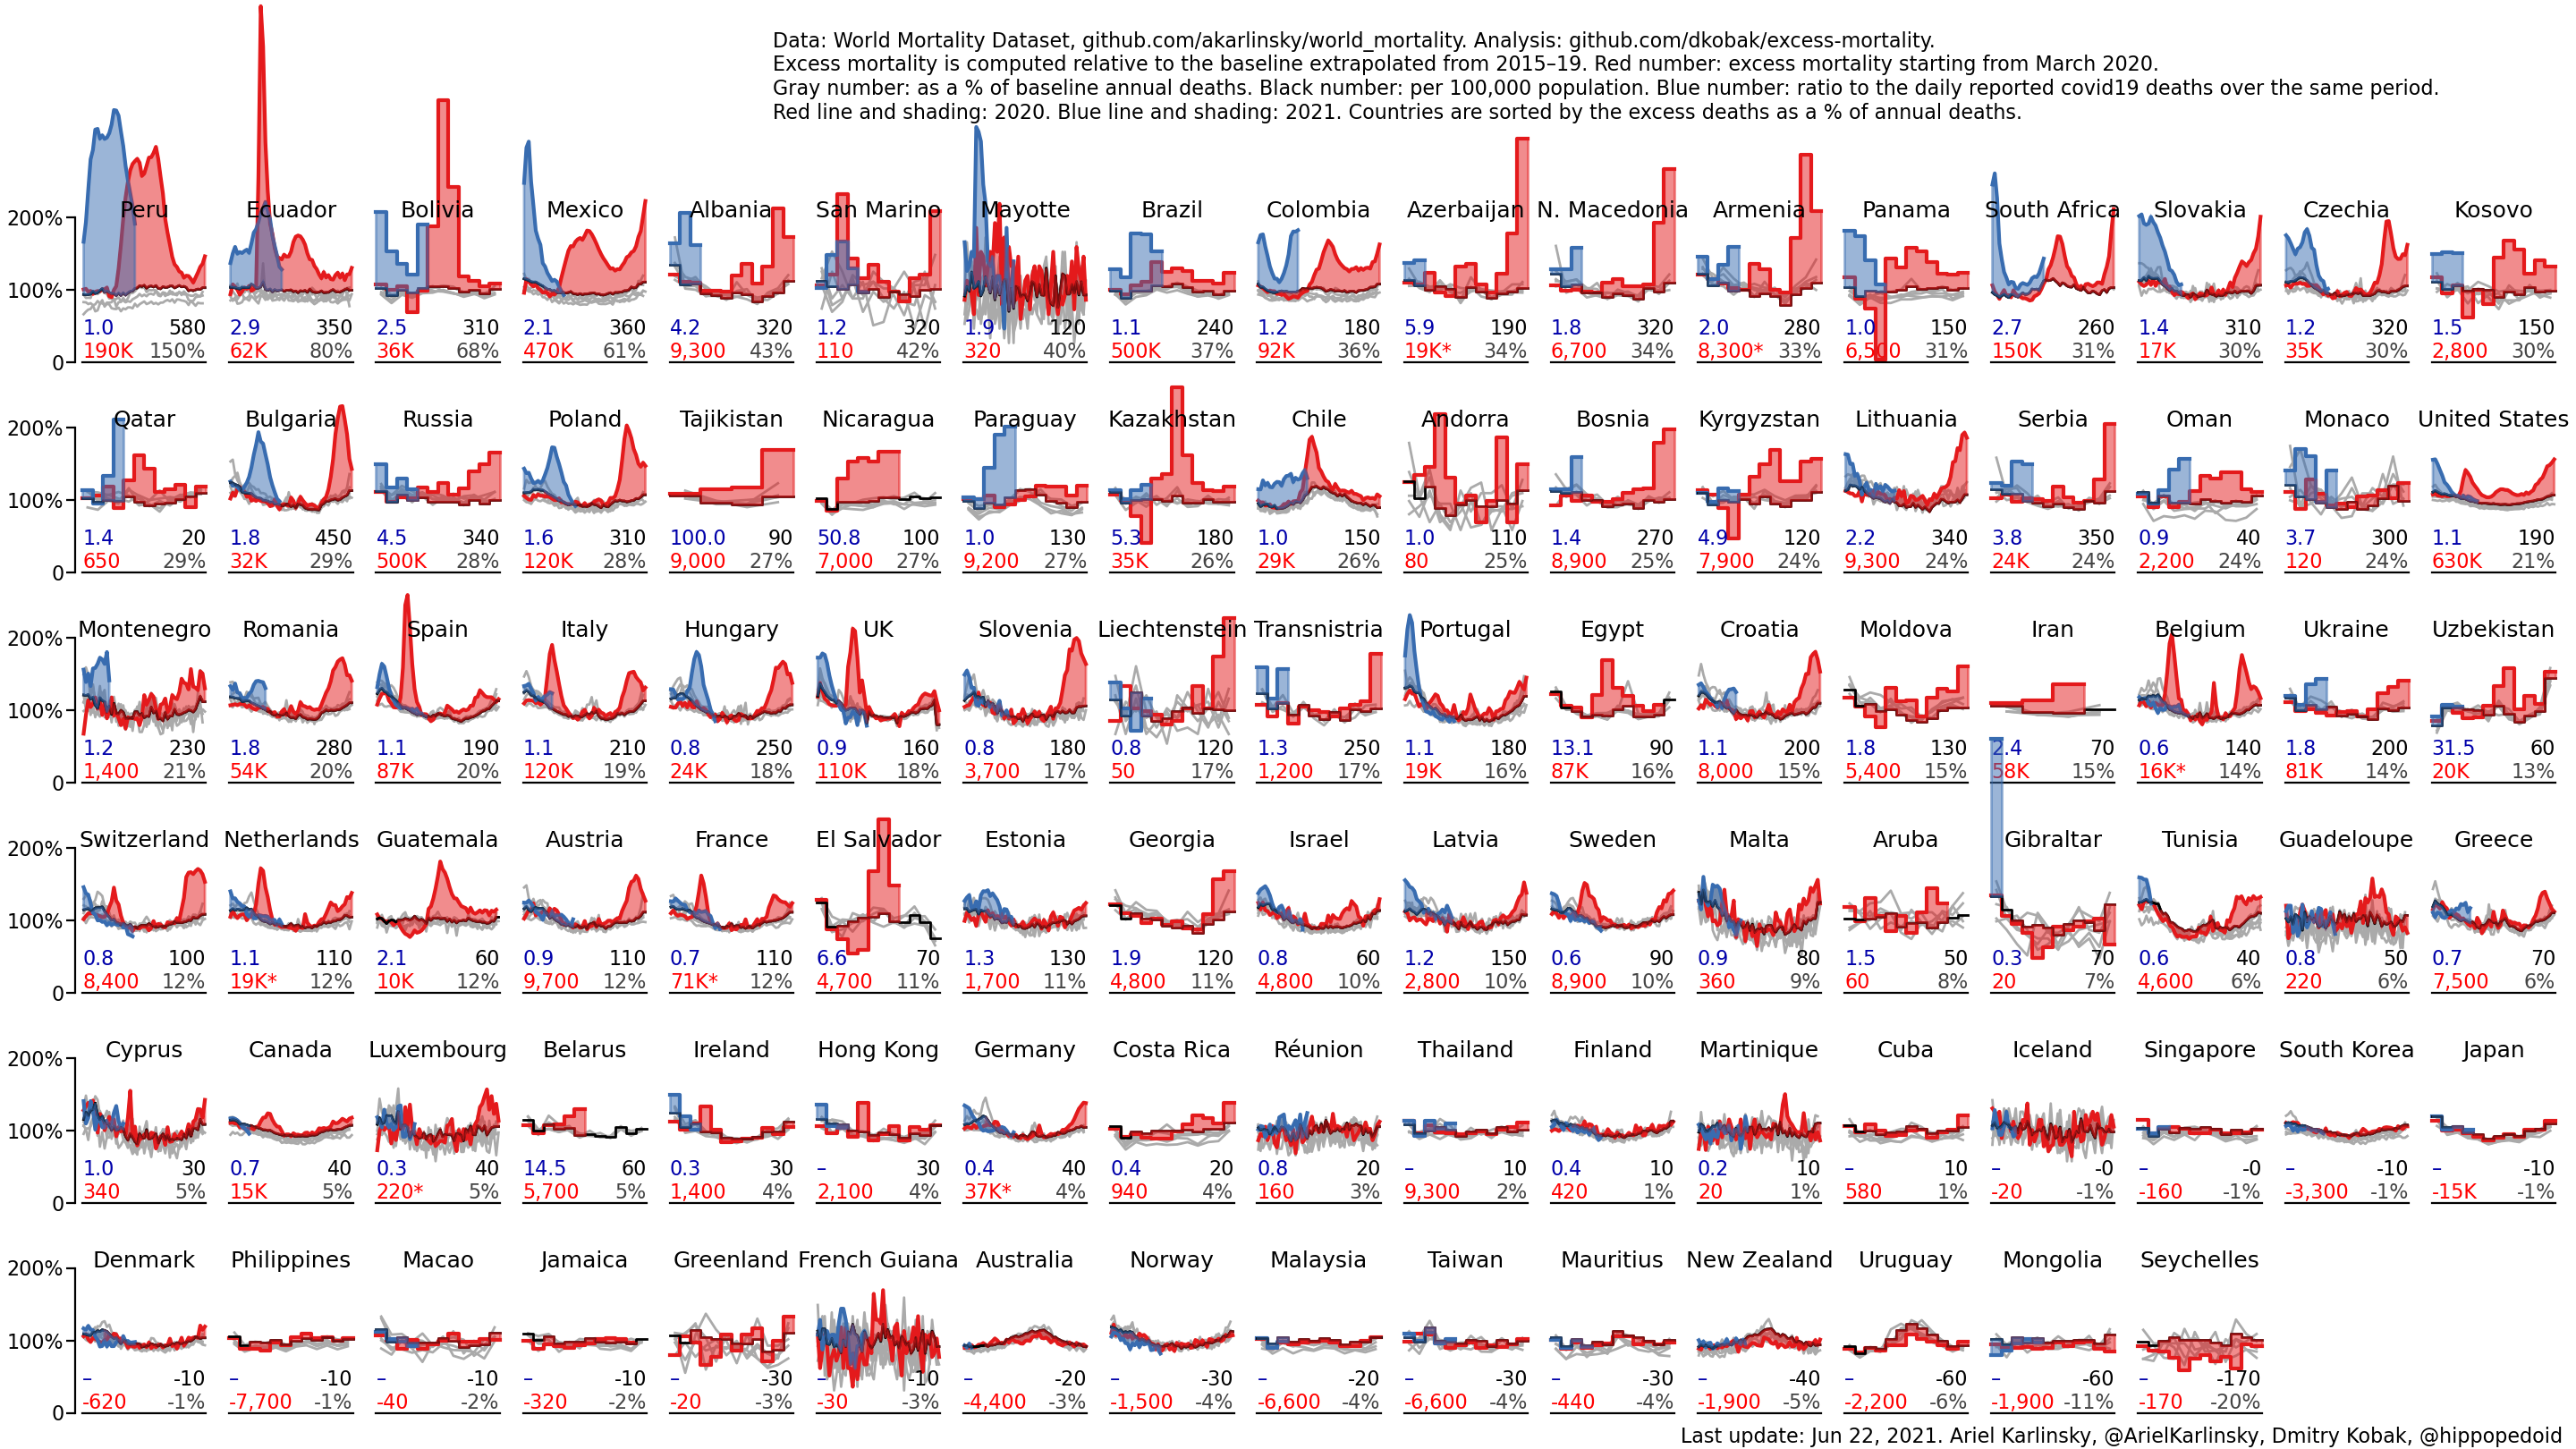 Data: World Mortality Dataset, github.com/akarlinsky/world_mortality. Analysis: github.com/dkobak/excess-mortality.
Excess mortality is computed relative to the baseline extrapolated from 2015–19. Red number: excess mortality starting from March 2020.
Gray number: as a % of baseline annual deaths. Black number: per 100,000 population. Blue number: ratio to the daily reported covid19 deaths over the same period.
Red line and shading: 2020. Blue line and shading: 2021. Countries are sorted by the excess deaths as a % of annual deaths.
200% Peru Ecuador Bolivia Mexico Albania San Marino Mayotte Brazil Colombia Azerbaijan N. Macedonia Armenia Panama South Africa Slovakia Czechia Kosovo
100%
1.0 580 2.9 350 2.5 310 2.1 360 4.2 320 1.2 320 1.9 120 1.1 240 1.2 180 5.9 190 1.8 320 2.0 280 1.0 150 2.7 260 1.4 310 1.2 320 1.5 150
0 190K 150% 62K 80% 36K 68% 470K 61% 9,300 43% 110 42% 320 40% 500K 37% 92K 36% 19K* 34% 6,700 34% 8,300* 33% 6,500 31% 150K 31% 17K 30% 35K 30% 2,800 30%
200% Qatar Bulgaria Russia Poland Tajikistan Nicaragua Paraguay Kazakhstan Chile Andorra Bosnia Kyrgyzstan Lithuania Serbia Oman Monaco United States
100%
1.4 20 1.8 450 4.5 340 1.6 310 100.0 90 50.8 100 1.0 130 5.3 180 1.0 150 1.0 110 1.4 270 4.9 120 2.2 340 3.8 350 0.9 40 3.7 300 1.1 190
0 650 29% 32K 29% 500K 28% 120K 28% 9,000 27% 7,000 27% 9,200 27% 35K 26% 29K 26% 80 25% 8,900 25% 7,900 24% 9,300 24% 24K 24% 2,200 24% 120 24% 630K 21%
200% Montenegro Romania Spain Italy Hungary UK Slovenia Liechtenstein Transnistria Portugal Egypt Croatia Moldova Iran Belgium Ukraine Uzbekistan
100%
1.2 230 1.8 280 1.1 190 1.1 210 0.8 250 0.9 160 0.8 180 0.8 120 1.3 250 1.1 180 13.1 90 1.1 200 1.8 130 2.4 70 0.6 140 1.8 200 31.5 60
0 1,400 21% 54K 20% 87K 20% 120K 19% 24K 18% 110K 18% 3,700 17% 50 17% 1,200 17% 19K 16% 87K 16% 8,000 15% 5,400 15% 58K 15% 16K* 14% 81K 14% 20K 13%
200% Switzerland Netherlands Guatemala Austria France El Salvador Estonia Georgia Israel Latvia Sweden Malta Aruba Gibraltar Tunisia Guadeloupe Greece
100%
0.8 100 1.1 110 2.1 60 0.9 110 0.7 110 6.6 70 1.3 130 1.9 120 0.8 60 1.2 150 0.6 90 0.9 80 1.5 50 0.3 70 0.6 40 0.8 50 0.7 70
0 8,400 12% 19K* 12% 10K 12% 9,700 12% 71K* 12% 4,700 11% 1,700 11% 4,800 11% 4,800 10% 2,800 10% 8,900 10% 360 9% 60 8% 20 7% 4,600 6% 220 6% 7,500 6%
200% Cyprus Canada Luxembourg Belarus Ireland Hong Kong Germany Costa Rica Réunion Thailand Finland Martinique Cuba Iceland Singapore South Korea Japan
100%
1.0 30 0.7 40 0.3 40 14.5 60 0.3 30 – 30 0.4 40 0.4 20 0.8 20 – 10 0.4 10 0.2 10 – 10 – -0 – -0 – -10 – -10
0 340 5% 15K 5% 220* 5% 5,700 5% 1,400 4% 2,100 4% 37K* 4% 940 4% 160 3% 9,300 2% 420 1% 20 1% 580 1% -20 -1% -160 -1% -3,300 -1% -15K -1%
200% Denmark Philippines Macao Jamaica Greenland French Guiana Australia Norway Malaysia Taiwan Mauritius New Zealand Uruguay Mongolia Seychelles
100%
– -10 – -10 – -10 – -10 – -30 – -10 – -20 – -30 – -20 – -30 – -30 – -40 – -60 – -60 – -170
0 -620 -1% -7,700 -1% -40 -2% -320 -2% -20 -3% -30 -3% -4,400 -3% -1,500 -4% -6,600 -4% -6,600 -4% -440 -4% -1,900 -5% -2,200 -6% -1,900 -11% -170 -20%
Last update: Jun 22, 2021. Ariel Karlinsky, @ArielKarlinsky, Dmitry Kobak, @hippopedoid